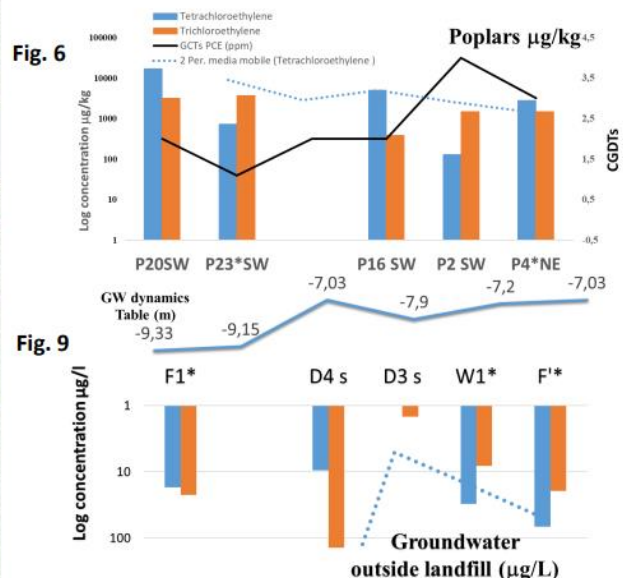 Fig. 6
Tetrachloroethylene
Trichloroethylene
GCTs PCE (ppm)
2 Per. media mobile (Tetrachloroethylene )
Poplars µg/kg
Log concentration µg/kg
100000
10000
1000
100
10
1
4,5
3,5
2,5
1,5
0,5
-0,5
CGDTs
P20SW P23*SW P16 SW P2 SW P4*NE
GW dynamics
Table (m)
-9,33 -9,15 -7,03 -7,9 -7,2 -7,03
Fig. 9
F1* D4 s D3 s W1* F'*
Log concentration µg/l
1
10
100
Groundwater
outside landfill (µg/L)